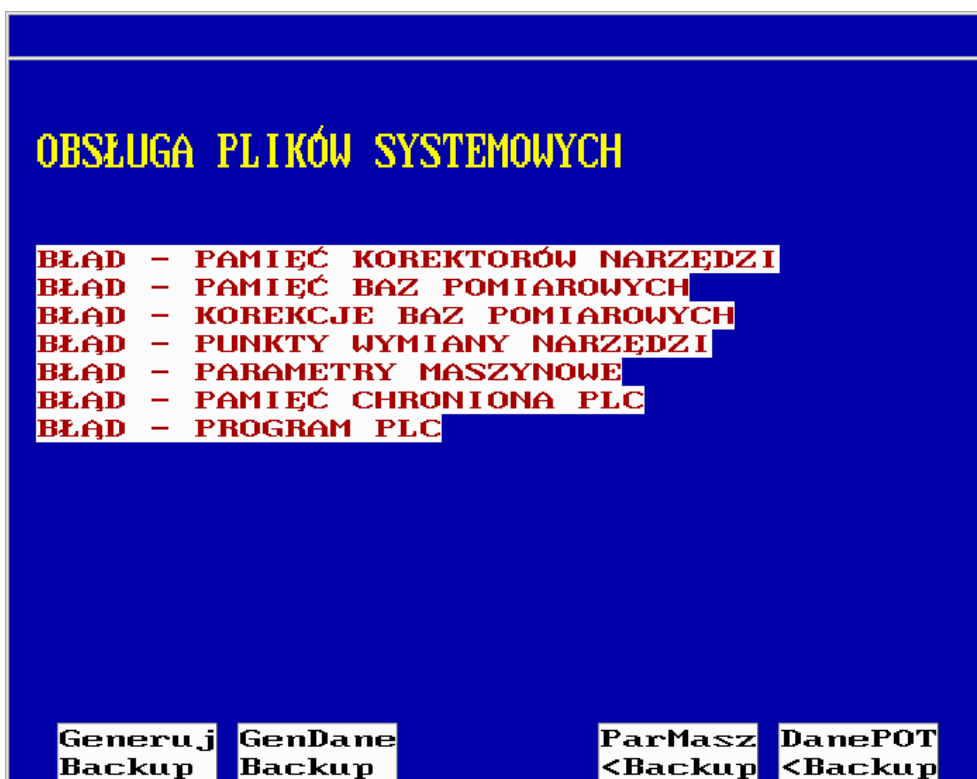 OBSŁUGA PLIKÓW SYSTEMOWYCH
BŁĄD - PAMIĘĆ KOREKTORÓW NARZĘDZI
BŁĄD - PAMIĘĆ BAZ POMIAROWYCH
BŁĄD - KOREKCJE BAZ POMIAROWYCH
BŁĄD - PUNKTY WYMIANY NARZĘDZI
BŁĄD - PARAMETRY MASZYNOWE
BŁĄD - PAMIĘĆ CHRONIONA PLC
BŁĄD - PROGRAM PLC
Generuj GenDane ParMasz DanePOT
Backup Backup <Backup <Backup